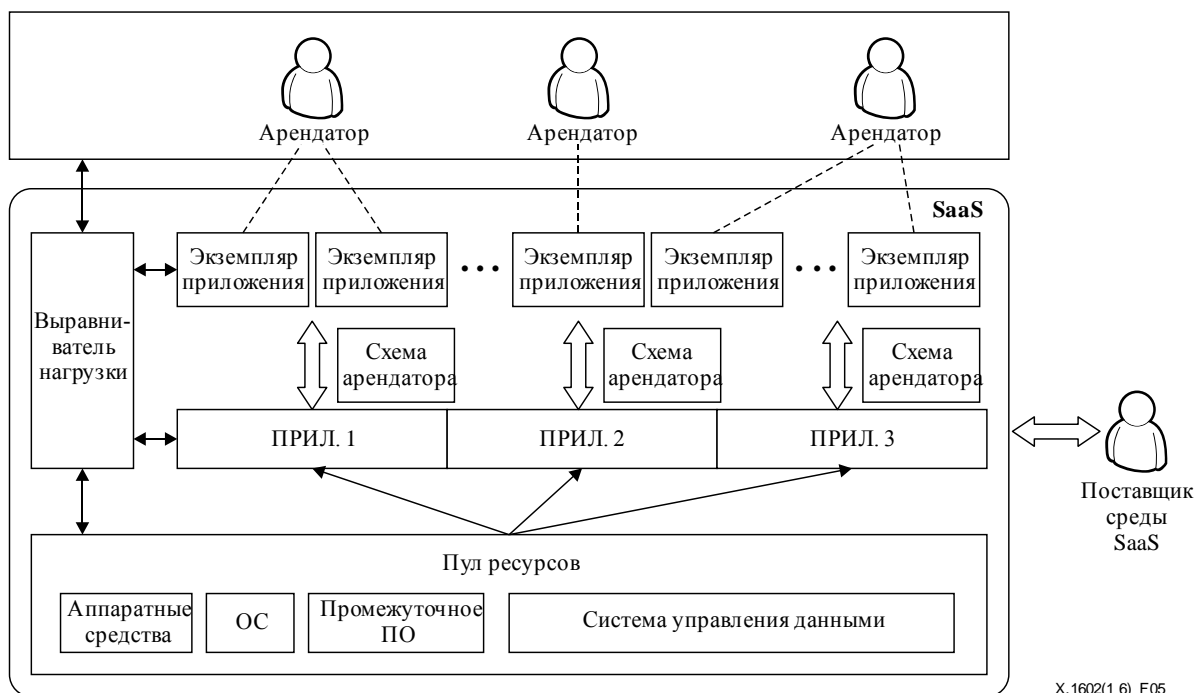 Арендатор
Арендатор
Арендатор
SaaS
Экземпляр
приложения
Экземпляр
приложения
• • •
Экземпляр
приложения
Экземпляр
приложения
• • •
Экземпляр
приложения
Выравни-
ватель
нагрузки
Схема
арендатора
Схема
арендатора
Схема
арендатора
ПРИЛ. 1
ПРИЛ. 2
ПРИЛ. 3
Поставщик
среды
SaaS
Пул ресурсов
Аппаратные
средства
ОС
Промежуточное
ПО
Система управления данными
X.1602(1 6)_F05